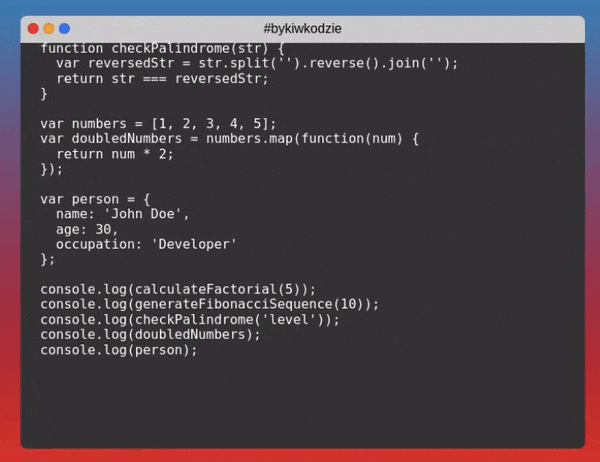 #bykiwkodzie
function checkPalindrome(str) {
  var reversedStr = str.split('').reverse().join('');
  return str === reversedStr;
}

var numbers = [1, 2, 3, 4, 5];
var doubledNumbers = numbers.map(function(num) {
  return num * 2;
});

var person = {
  name: 'John Doe',
  age: 30,
  occupation: 'Developer'
};

console.log(calculateFactorial(5));
console.log(generateFibonacciSequence(10));
console.log(checkPalindrome('level'));
console.log(doubledNumbers);
console.log(person);